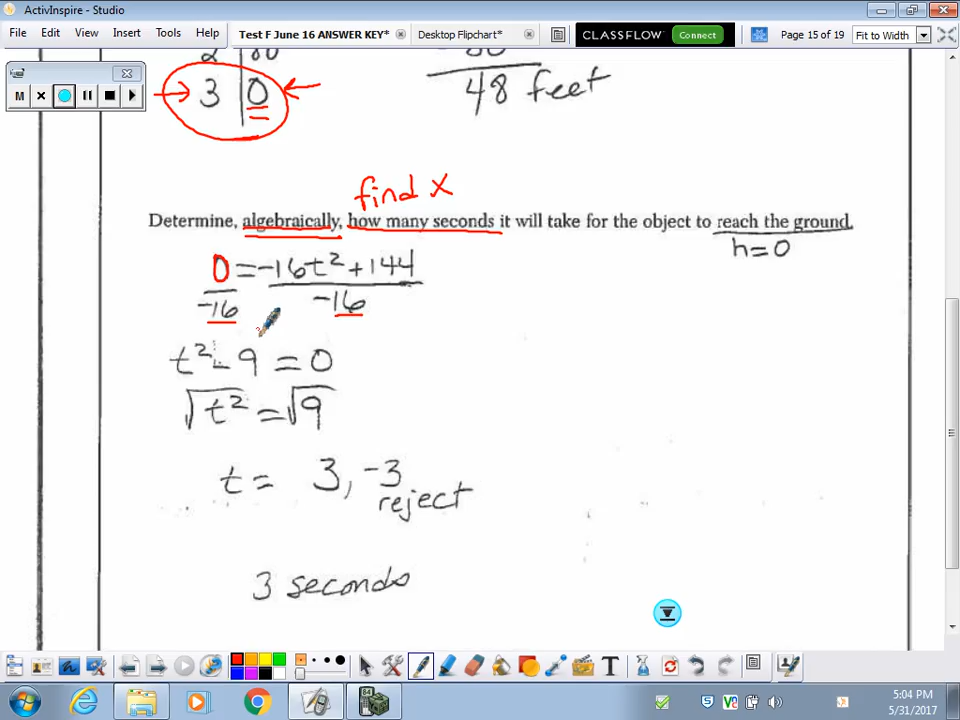 ActivInspire - Studio
File Edit View Insert Tools Help Test F June 16 ANSWER KEY* Desktop Flipchart* CLASSFLOW Connect Page 15 of 19 Fit to Width
M
3 0
48 feet
find x
Determine, algebraically, how many seconds it will take for the object to reach the ground.
h=0
0 = -16t² + 144
-16 -16
t² - 9 = 0
√t² = √9
t = 3, -3
reject
3 seconds
5:04 PM
5/31/2017